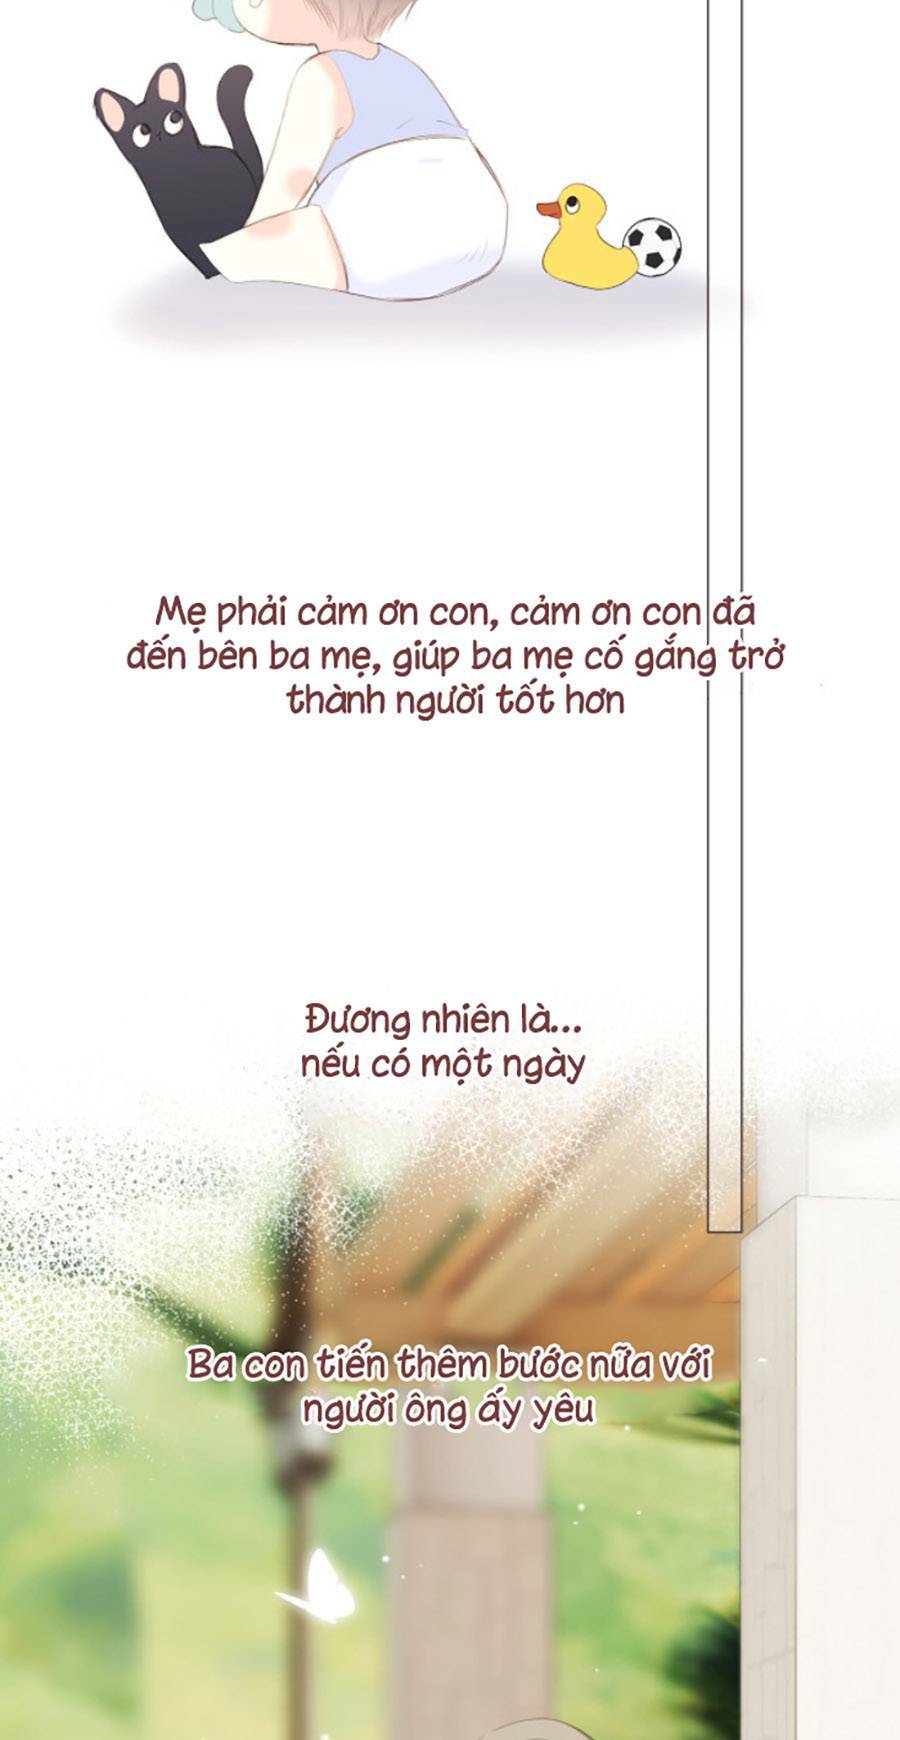 Mẹ phải cảm ơn con, cảm ơn con đã
đến bên ba mẹ, giúp ba mẹ cố gắng trở
thành người tốt hơn
Đương nhiên là...
nếu có một ngày
Ba con tiến thêm bước nữa với
người ông ấy yêu